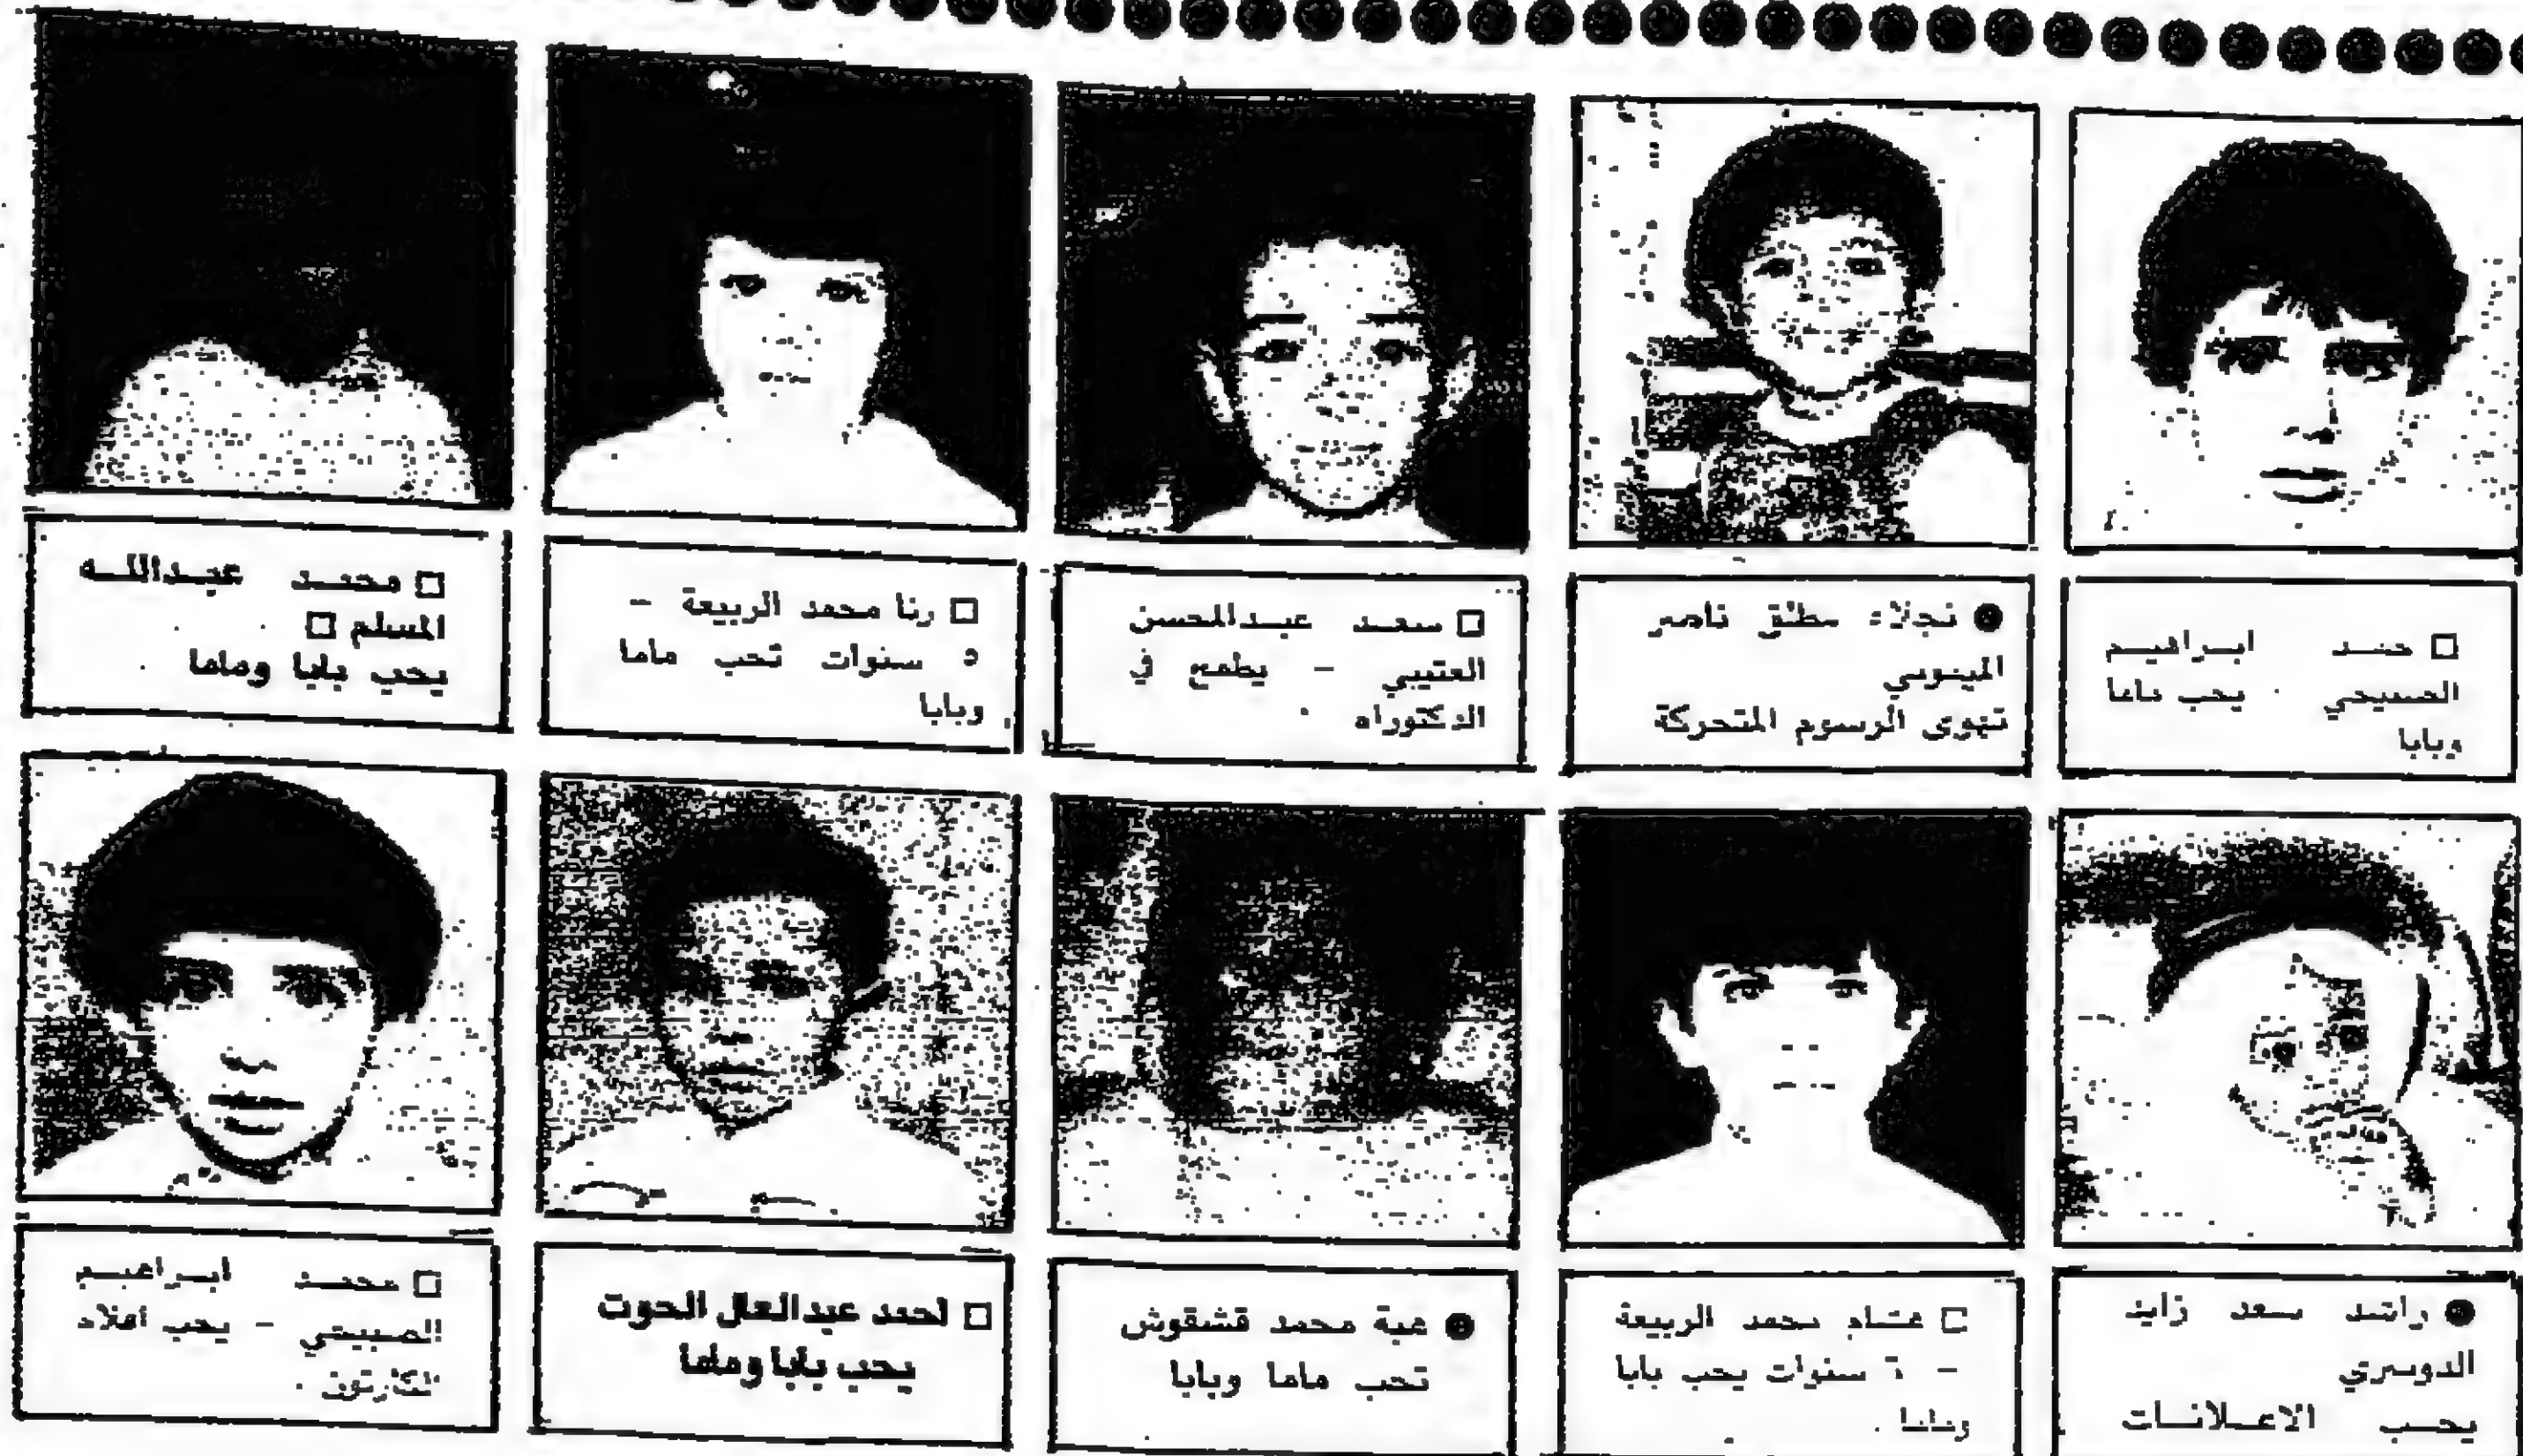 □ حمد ابراهيم
الصبيحي - يحب ماما
وبابا
● نجلاء مطلق ناصر
تهوى الرسوم المتحركة
□ سعد عبدالمحسن
العتيبي - يطمع في
الدكتوراه
□ رنا محمد الربيعة -
٥ سنوات تحب ماما
وبابا
□ محمد عبدالله
المسلم □
يحب بابا وماما
● راشد سعد زايد
الدوسري
يحب الاعلانات
□ هشام محمد الربيعة
- ٦ سنوات يحب بابا
وماما .
● هبة محمد قشقوش
تحب ماما وبابا
□ احمد عبدالعال الحوت
يحب بابا وماما
□ محمد ابراهيم
الصبيحي - يحب افلام
الكارتون .